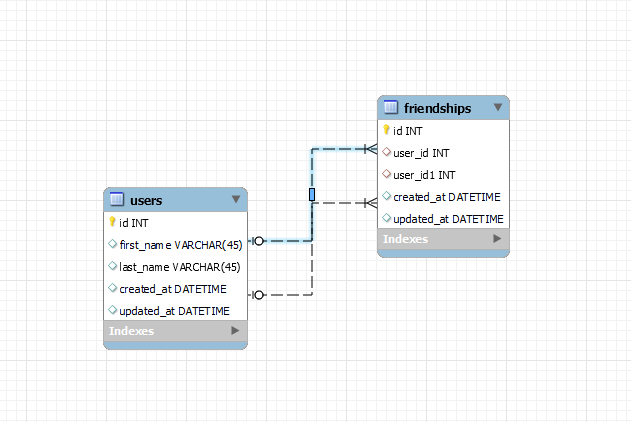 friendships
id INT
user_id INT
user_id1 INT
created_at DATETIME
updated_at DATETIME
Indexes
users
id INT
first_name VARCHAR(45)
last_name VARCHAR(45)
created_at DATETIME
updated_at DATETIME
Indexes